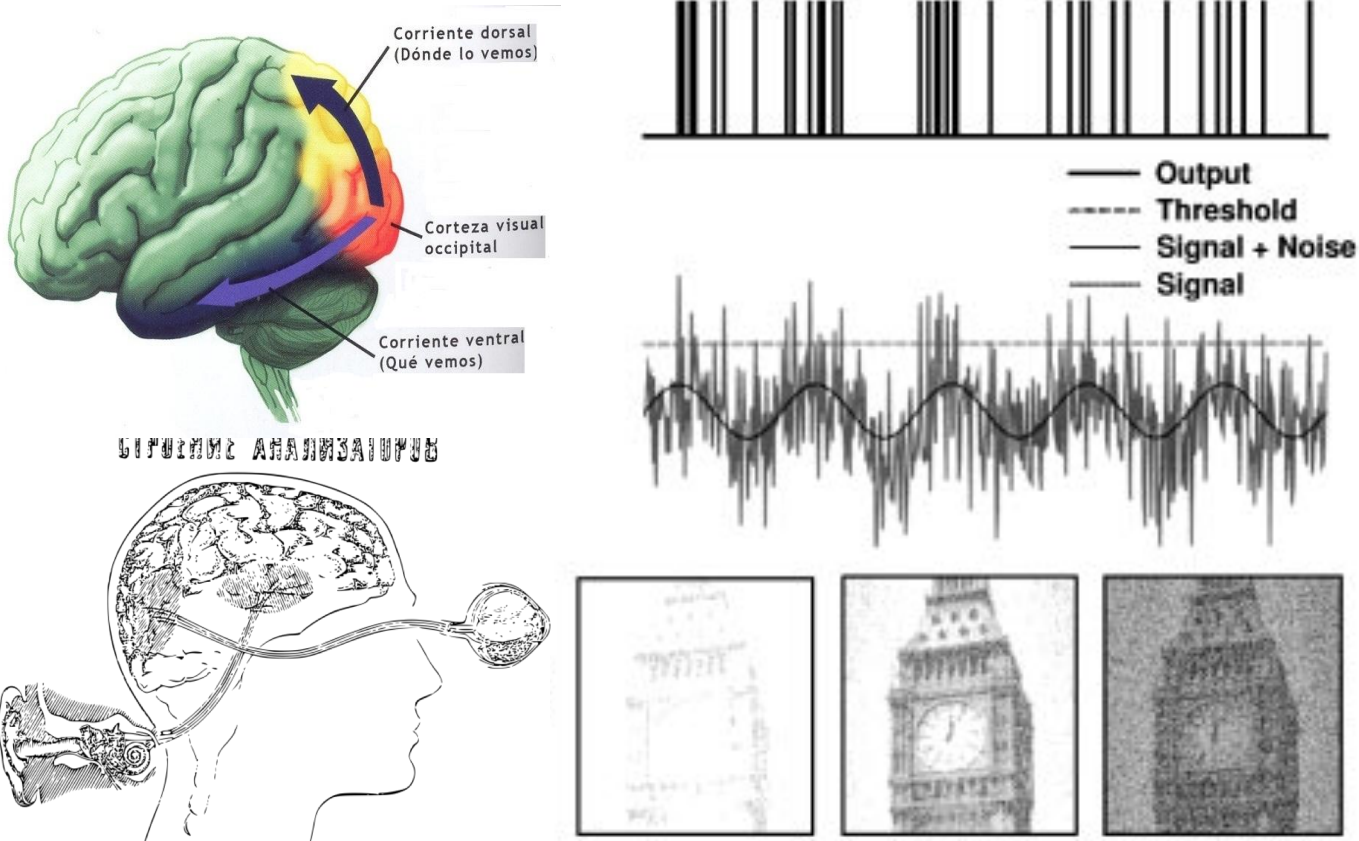 Corriente dorsal
(Dónde lo vemos)
Corteza visual
occipital
Corriente ventral
(Qué vemos)
Output
Threshold
Signal + Noise
Signal